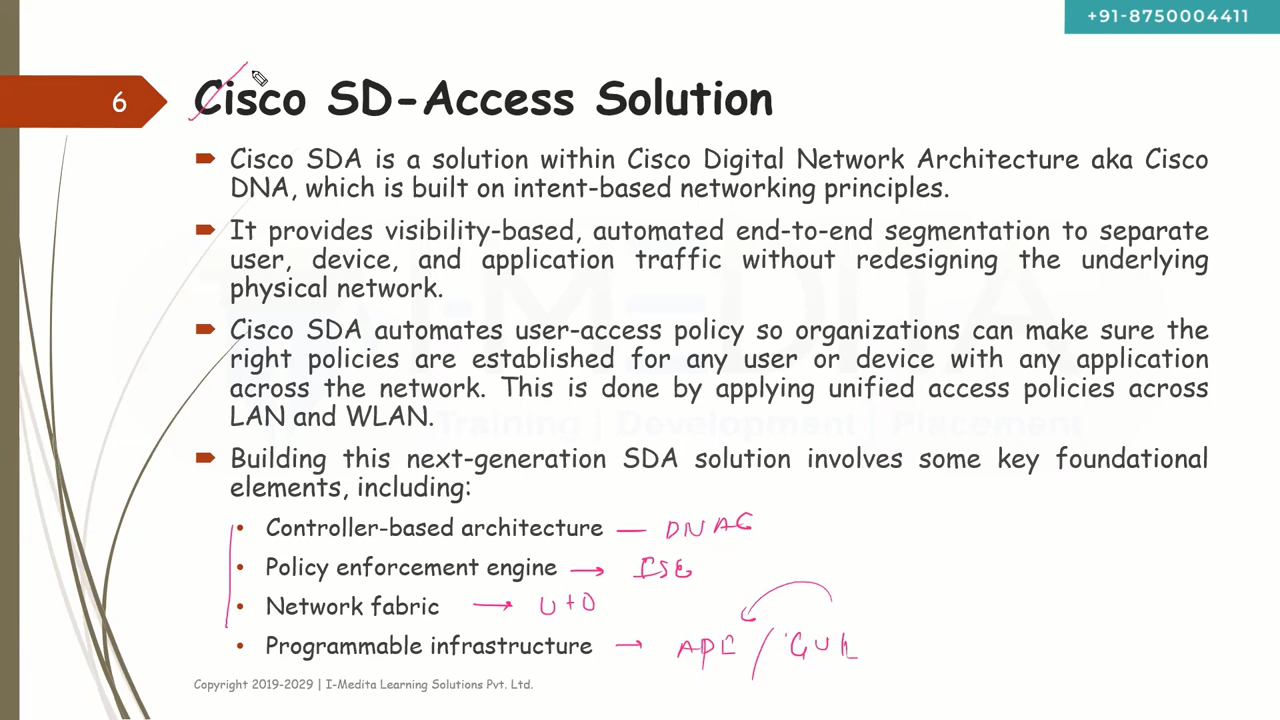 +91-8750004411
6
Cisco SD-Access Solution
Cisco SDA is a solution within Cisco Digital Network Architecture aka Cisco
DNA, which is built on intent-based networking principles.
It provides visibility-based, automated end-to-end segmentation to separate
user, device, and application traffic without redesigning the underlying
physical network.
Cisco SDA automates user-access policy so organizations can make sure the
right policies are established for any user or device with any application
across the network. This is done by applying unified access policies across
LAN and WLAN.
I-MEDITA
Training | Development | Placement
Building this next-generation SDA solution involves some key foundational
elements, including:
• Controller-based architecture — DNAC
• Policy enforcement engine → ISE
• Network fabric → U+O
• Programmable infrastructure → API / GUI
Copyright 2019-2029 | I-Medita Learning Solutions Pvt. Ltd.